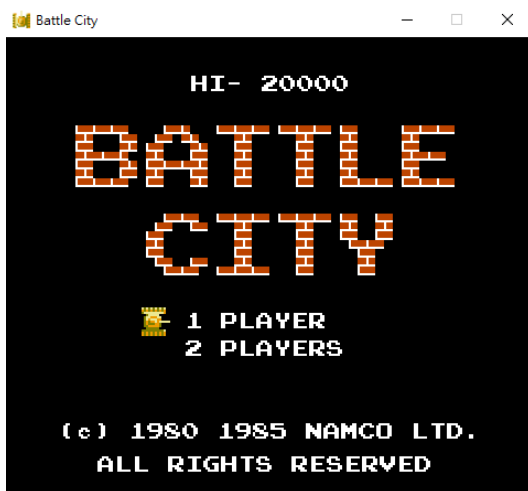 Battle City
HI- 20000
BATTLE
CITY
1 PLAYER
2 PLAYERS
(c) 1980 1985 NAMCO LTD.
ALL RIGHTS RESERVED